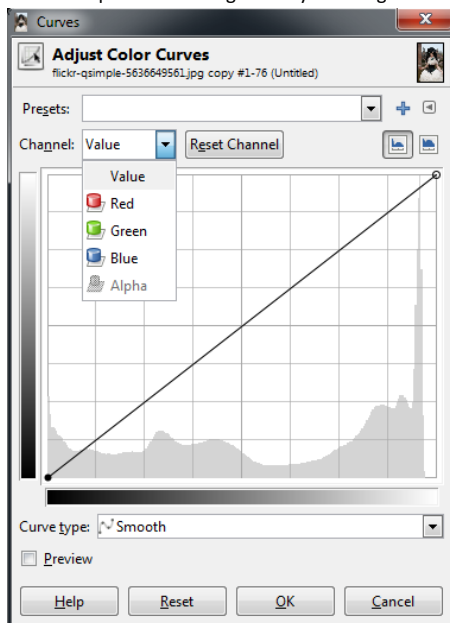 Curves
Adjust Color Curves
flickr-qsimple-5636649561.jpg copy #1-76 (Untitled)
Presets:
Channel: Value Reset Channel
Value
Red
Green
Blue
Alpha
Curve type: Smooth
Preview
Help Reset OK Cancel